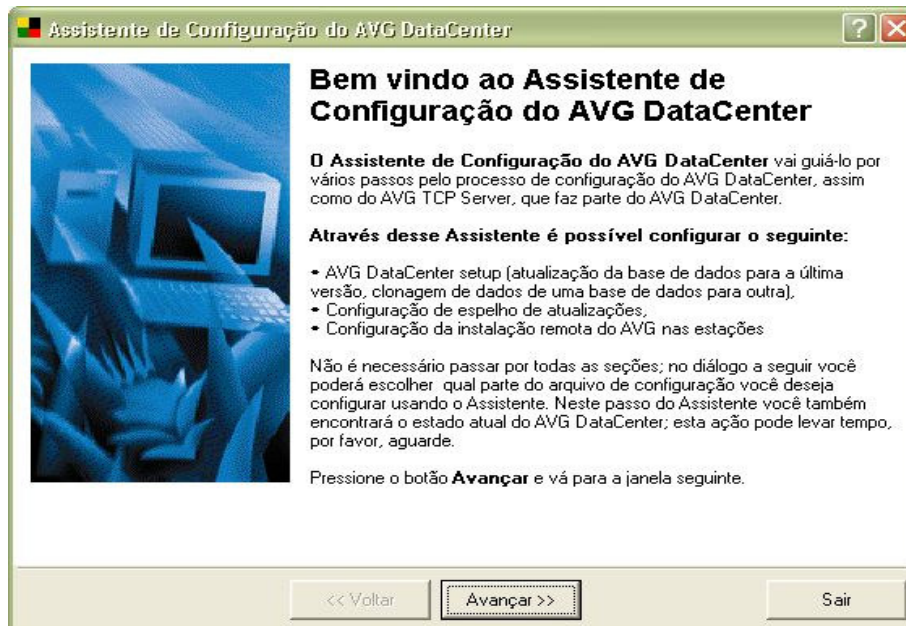 Assistente de Configuração do AVG DataCenter
Bem vindo ao Assistente de
Configuração do AVG DataCenter
O Assistente de Configuração do AVG DataCenter vai guiá-lo por
vários passos pelo processo de configuração do AVG DataCenter, assim
como do AVG TCP Server, que faz parte do AVG DataCenter.
Através desse Assistente é possível configurar o seguinte:
• AVG DataCenter setup (atualização da base de dados para a última
versão, clonagem de dados de uma base de dados para outra),
• Configuração de espelho de atualizações,
• Configuração da instalação remota do AVG nas estações
Não é necessário passar por todas as seções; no diálogo a seguir você
poderá escolher qual parte do arquivo de configuração você deseja
configurar usando o Assistente. Neste passo do Assistente você também
encontrará o estado atual do AVG DataCenter; esta ação pode levar tempo,
por favor, aguarde.
Pressione o botão Avançar e vá para a janela seguinte.
<< Voltar
Avançar >>
Sair